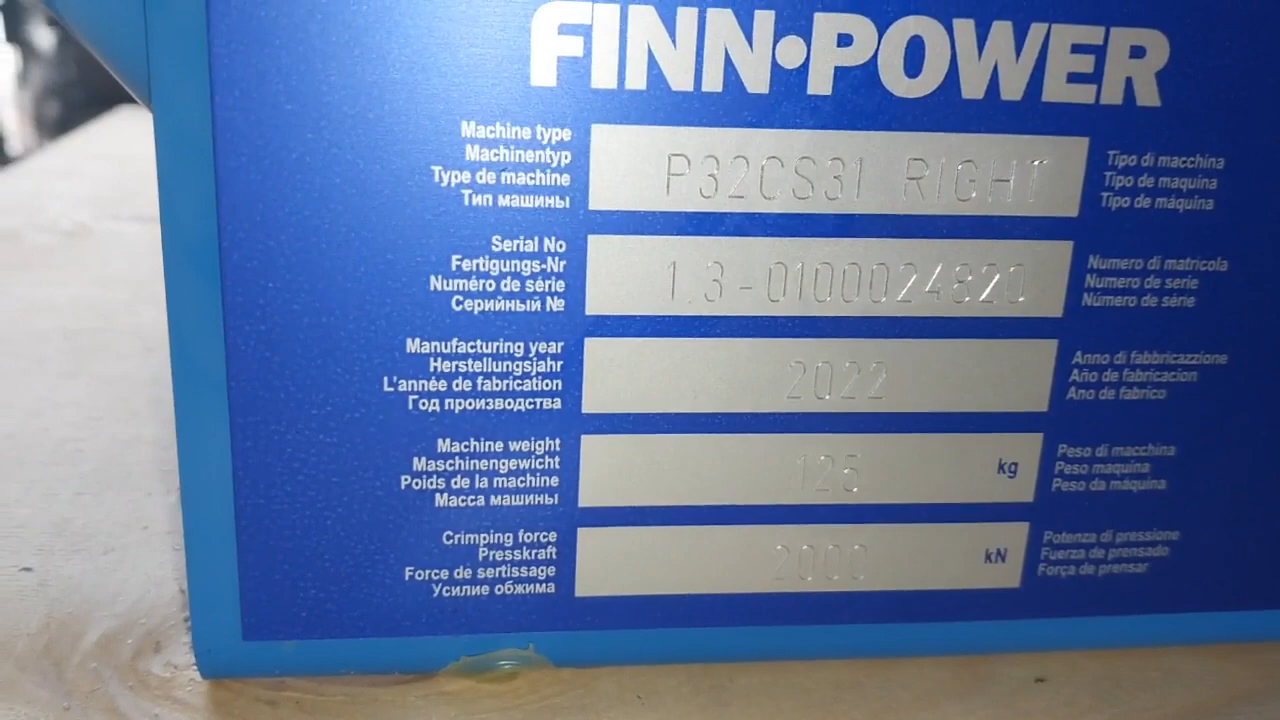 FINN•POWER
Machine type
Machinentyp
Type de machine
Тип машины
P32CS31 RIGHT
Tipo di macchina
Tipo de maquina
Tipo de máquina
Serial No
Fertigungs-Nr
Numéro de série
Серийный №
1.3-0100024820
Numero di matricola
Numero de serie
Número de série
Manufacturing year
Herstellungsjahr
L'année de fabrication
Год производства
2022
Anno di fabbricazzione
Año de fabricacion
Ano de fabrico
Machine weight
Maschinengewicht
Poids de la machine
Масса машины
125 kg
Peso di macchina
Peso maquina
Peso da máquina
Crimping force
Presskraft
Force de sertissage
Усилие обжима
2000 kN
Potenza di pressione
Fuerza de prensado
Força de prensar